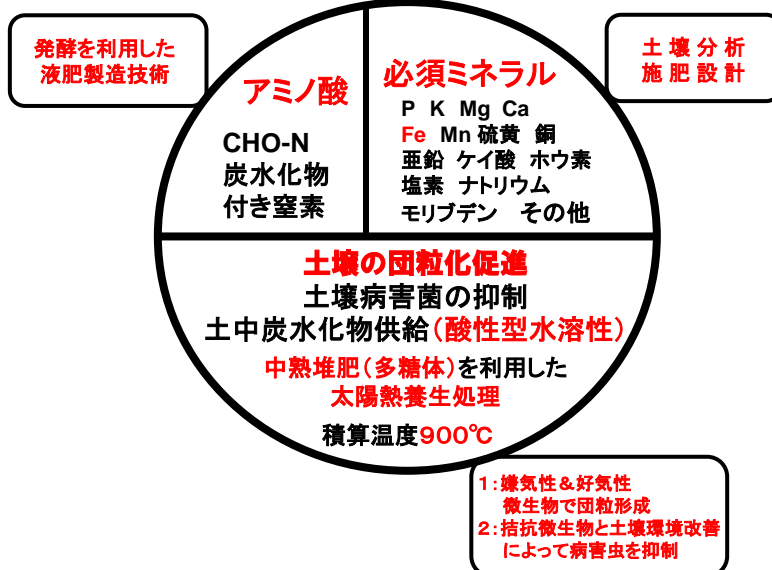 発酵を利用した
液肥製造技術
土壌分析
施肥設計
アミノ酸
CHO-N
炭水化物
付き窒素
必須ミネラル
P K Mg Ca
Fe Mn 硫黄 銅
亜鉛 ケイ酸 ホウ素
塩素 ナトリウム
モリブデン その他
土壌の団粒化促進
土壌病害菌の抑制
土中炭水化物供給(酸性型水溶性)
中熟堆肥(多糖体)を利用した
太陽熱養生処理
積算温度900℃
1:嫌気性&好気性
微生物で団粒形成
2:拮抗微生物と土壌環境改善
によって病害虫を抑制